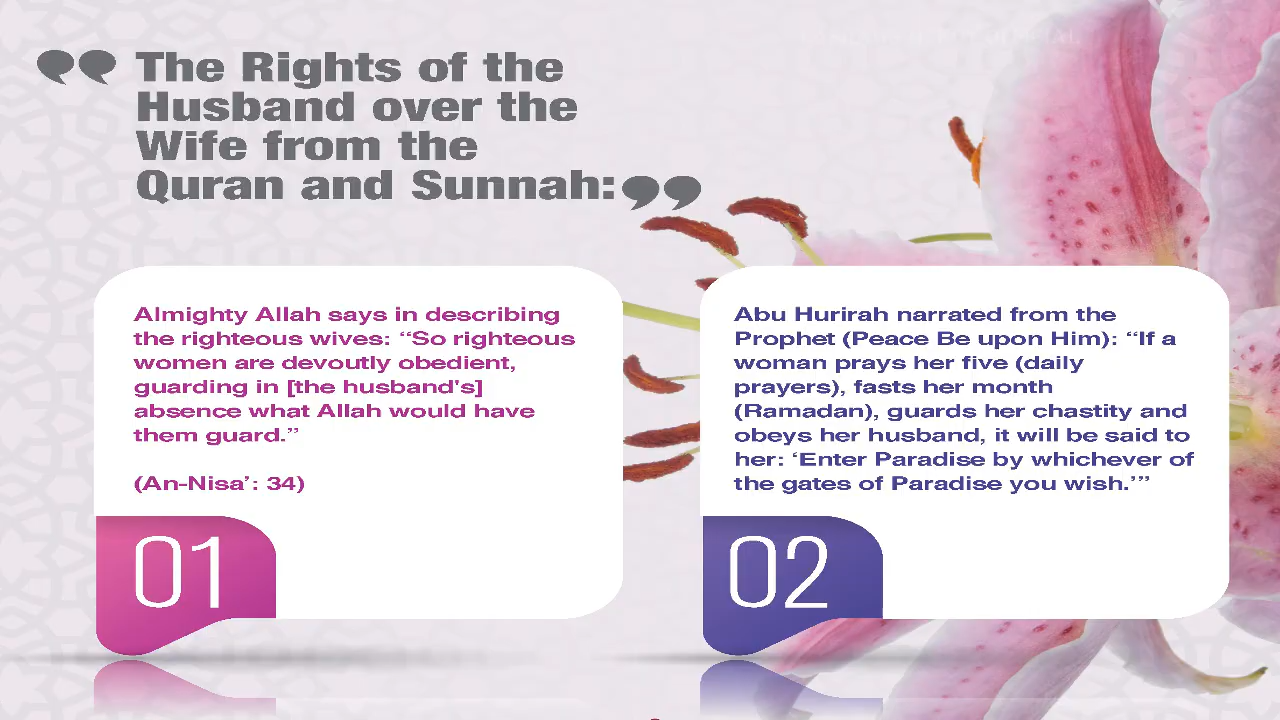 The Rights of the
Husband over the
Wife from the
Quran and Sunnah:
Almighty Allah says in describing
the righteous wives: “So righteous
women are devoutly obedient,
guarding in [the husband's]
absence what Allah would have
them guard.”
(An-Nisa’: 34)
01
Abu Hurirah narrated from the
Prophet (Peace Be upon Him): “If a
woman prays her five (daily
prayers), fasts her month
(Ramadan), guards her chastity and
obeys her husband, it will be said to
her: ‘Enter Paradise by whichever of
the gates of Paradise you wish.’”
02